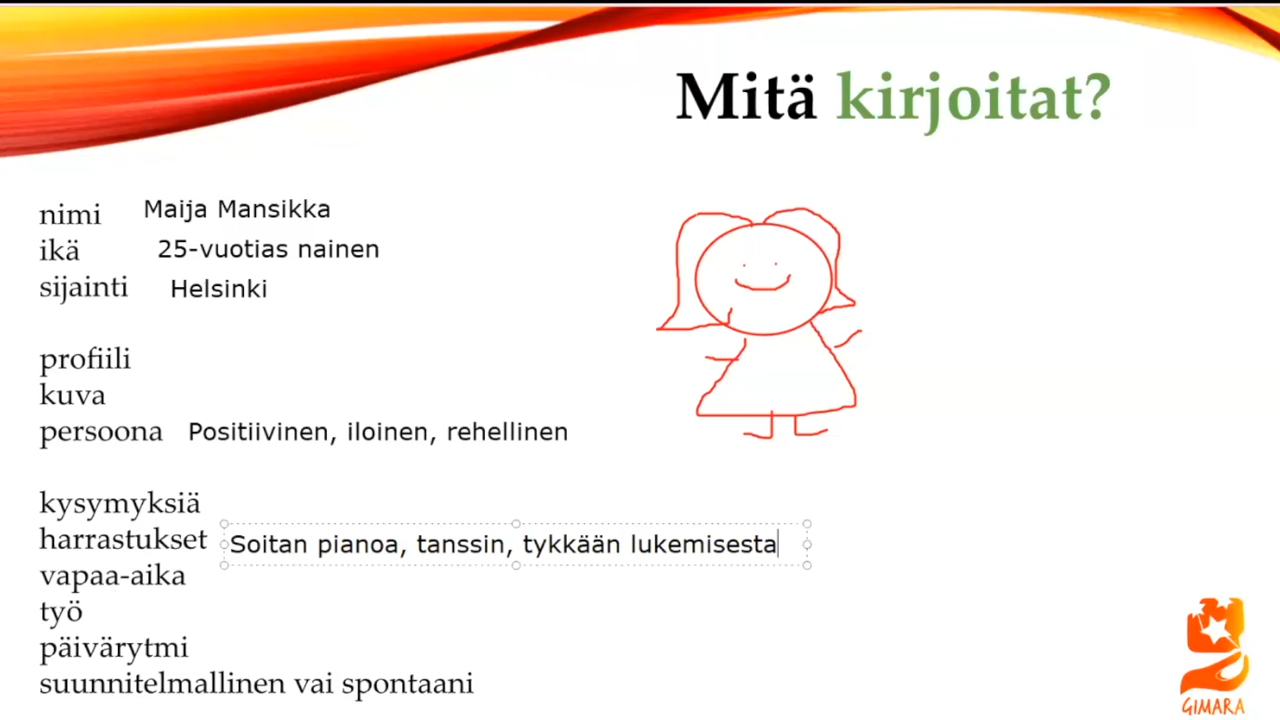 Mitä kirjoitat?
nimi Maija Mansikka
ikä 25-vuotias nainen
sijainti Helsinki
profiili
kuva
persoona Positiivinen, iloinen, rehellinen
kysymyksiä
harrastukset Soitan pianoa, tanssin, tykkään lukemisesta
vapaa-aika
työ
päivärytmi
suunnitelmallinen vai spontaani
GIMARA